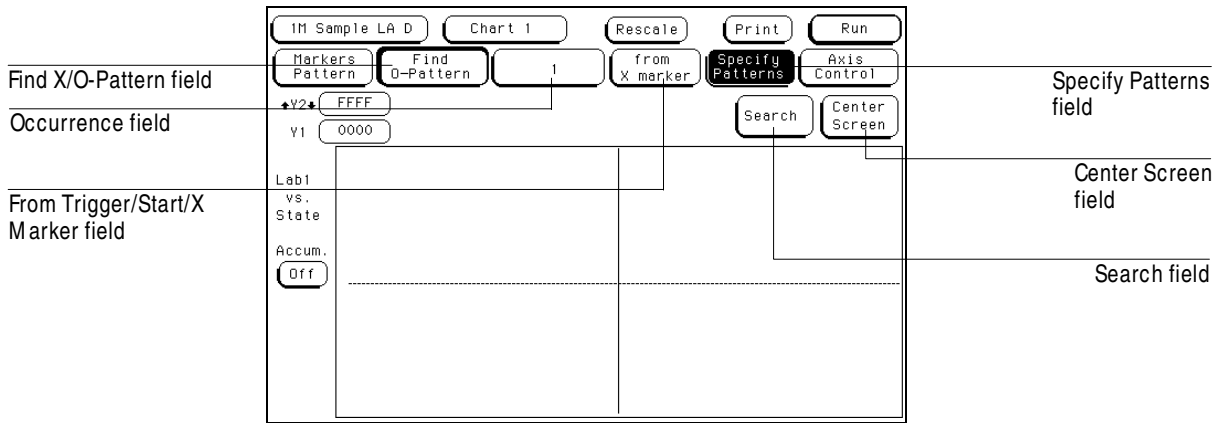 1M Sample LA D
Chart 1
Rescale
Print
Run
Markers
Pattern
Find
O-Pattern
1
from
X marker
Specify
Patterns
Axis
Control
Find X/O-Pattern field
Specify Patterns
field
Y2 FFFF
Search
Center
Screen
Occurrence field
Y1 0000
Center Screen
field
Lab1
vs.
State
From Trigger/Start/X
Marker field
Accum.
Off
Search field